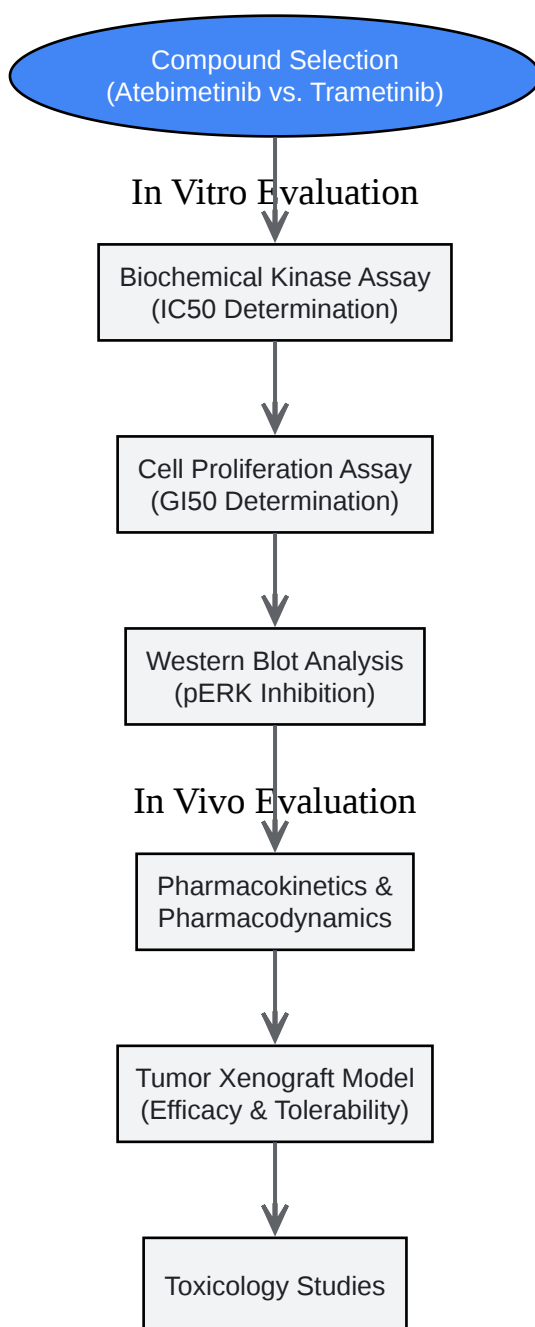 Compound Selection
(Atebimetinib vs. Trametinib)
In Vitro Evaluation
Biochemical Kinase Assay
(IC50 Determination)
Cell Proliferation Assay
(GI50 Determination)
Western Blot Analysis
(pERK Inhibition)
In Vivo Evaluation
Pharmacokinetics &
Pharmacodynamics
Tumor Xenograft Model
(Efficacy & Tolerability)
Toxicology Studies